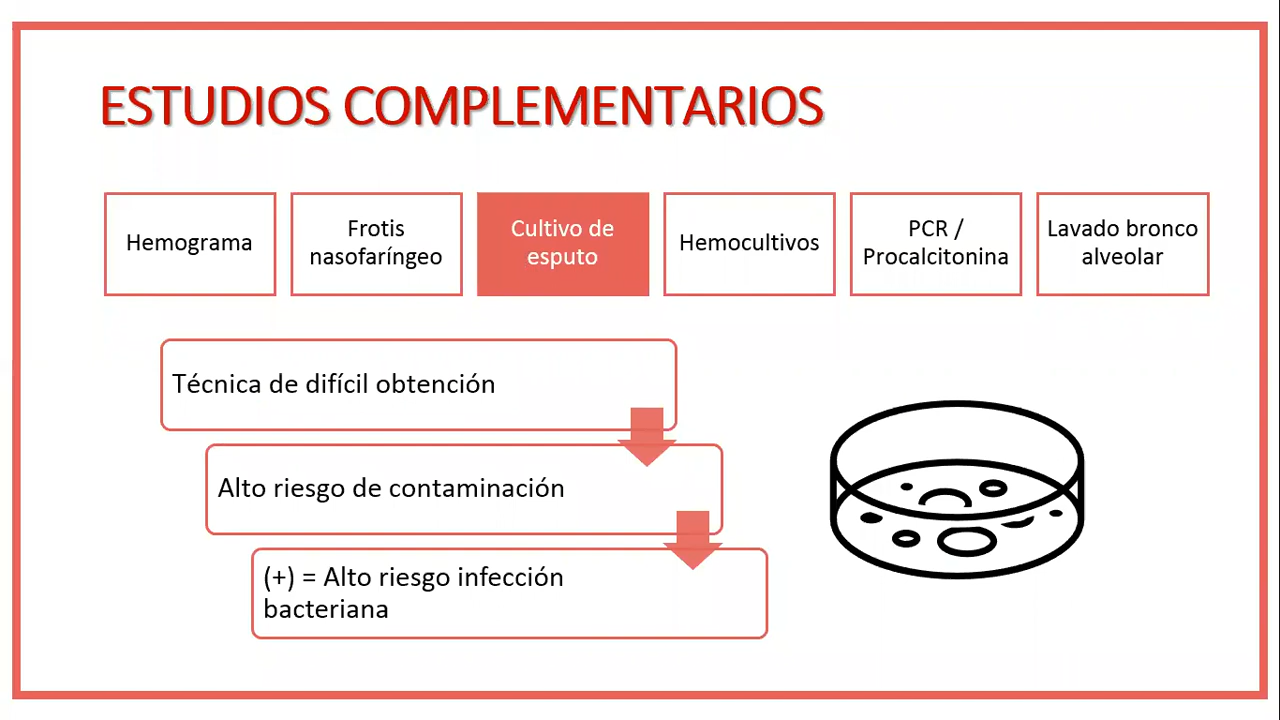 ESTUDIOS COMPLEMENTARIOS
Hemograma
Frotis
nasofaríngeo
Cultivo de
esputo
Hemocultivos
PCR /
Procalcitonina
Lavado bronco
alveolar
Técnica de difícil obtención
Alto riesgo de contaminación
(+) = Alto riesgo infección
bacteriana